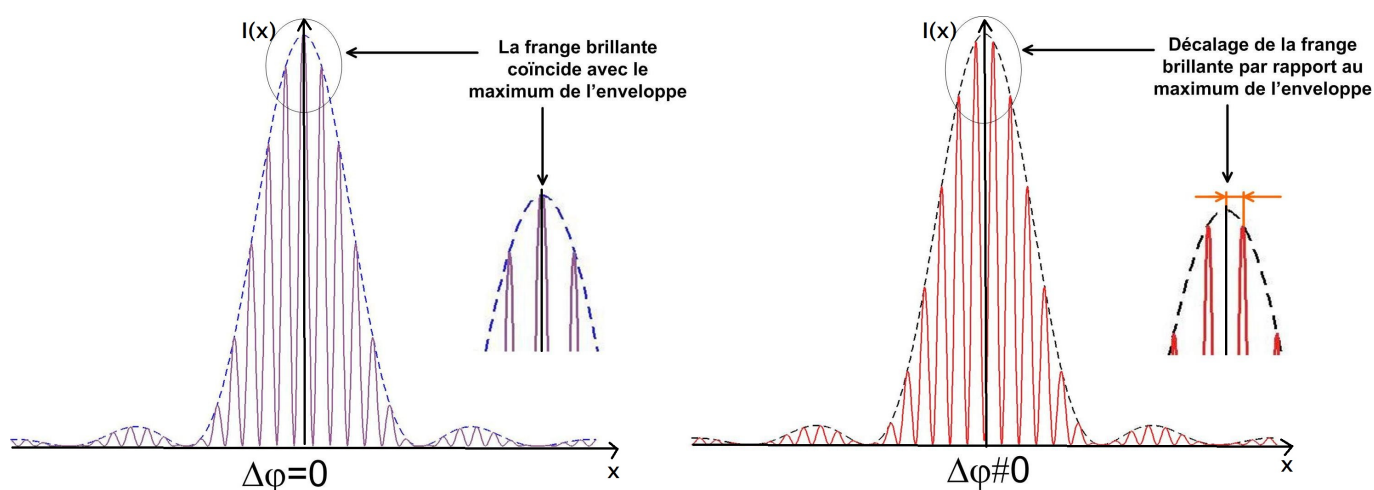 I(x)
La frange brillante
coïncide avec le
maximum de l'enveloppe
x
Δφ=0
I(x)
Décalage de la frange
brillante par rapport au
maximum de l'enveloppe
x
Δφ#0